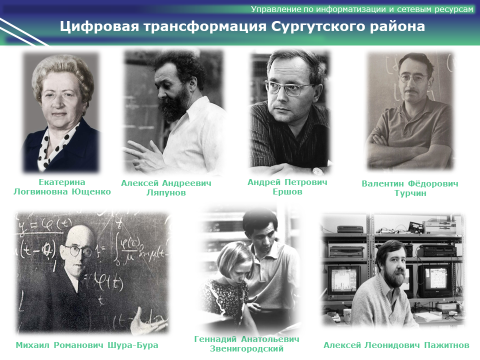 Управление по информатизации и сетевым ресурсам
Цифровая трансформация Сургутского района
Екатерина
Логвиновна Ющенко
Алексей Андреевич
Ляпунов
Андрей Петрович
Ершов
Валентин Фёдорович
Турчин
Михаил Романович Шура-Бура
Геннадий Анатольевич
Звенигородский
Алексей Леонидович Пажитнов